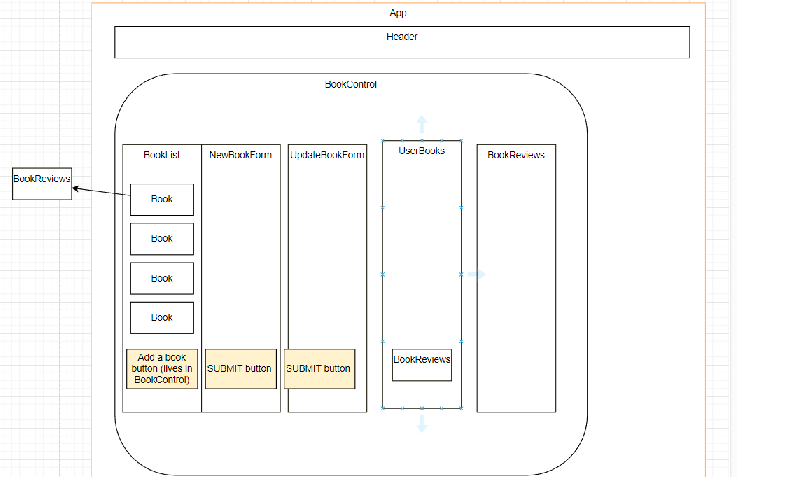 App
Header
BookControl
BookList
NewBookForm
UpdateBookForm
UserBooks
BookReviews
BookReviews
Book
Book
Book
Book
Add a book
button (lives in
BookControl)
SUBMIT button
SUBMIT button
BookReviews